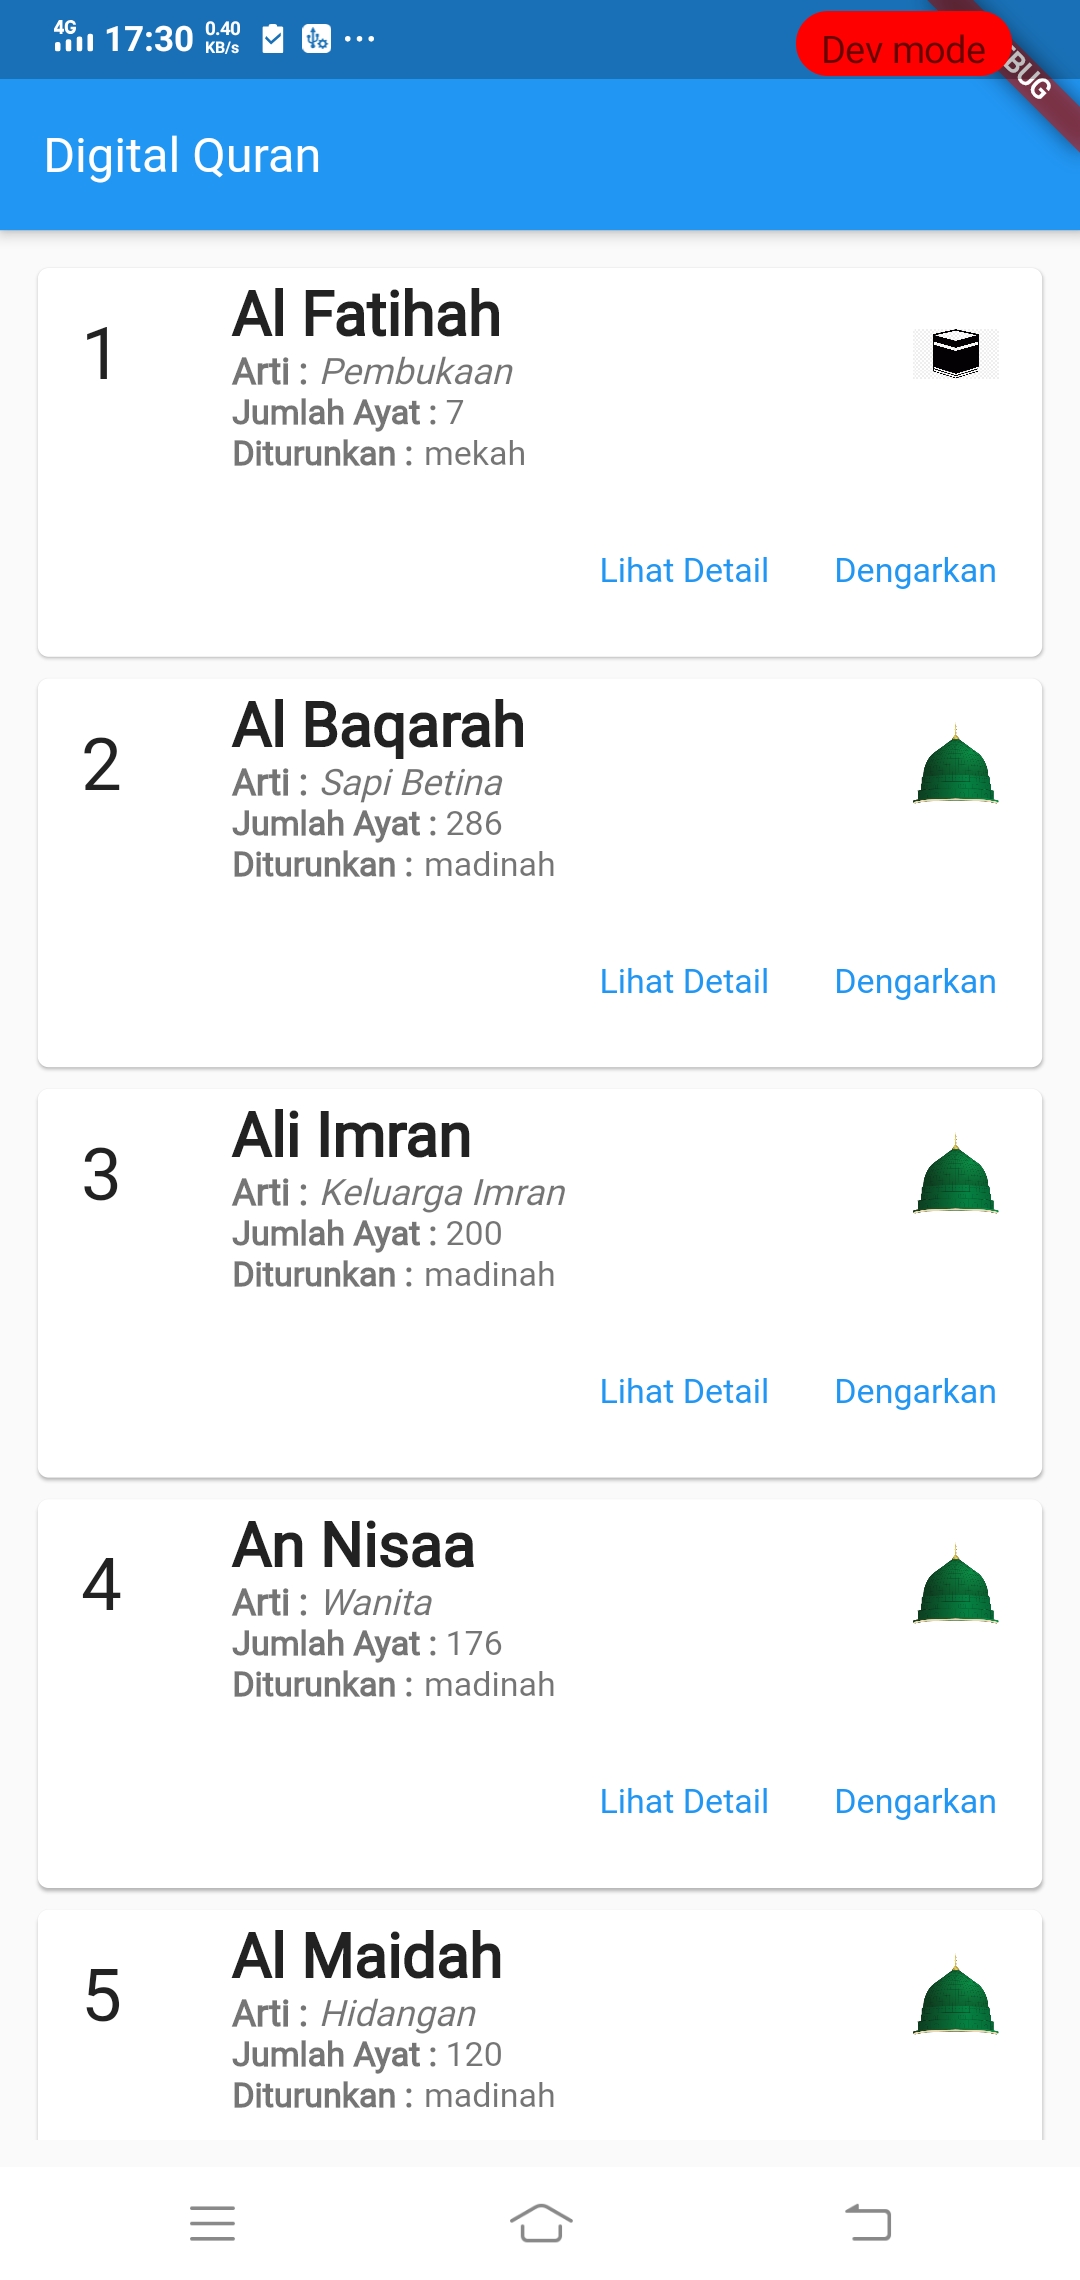 4G 17:30 0.40 KB/s
Dev mode
BUG
Digital Quran
1
Al Fatihah
Arti : Pembukaan
Jumlah Ayat : 7
Diturunkan : mekah
Lihat Detail Dengarkan
2
Al Baqarah
Arti : Sapi Betina
Jumlah Ayat : 286
Diturunkan : madinah
Lihat Detail Dengarkan
3
Ali Imran
Arti : Keluarga Imran
Jumlah Ayat : 200
Diturunkan : madinah
Lihat Detail Dengarkan
4
An Nisaa
Arti : Wanita
Jumlah Ayat : 176
Diturunkan : madinah
Lihat Detail Dengarkan
5
Al Maidah
Arti : Hidangan
Jumlah Ayat : 120
Diturunkan : madinah